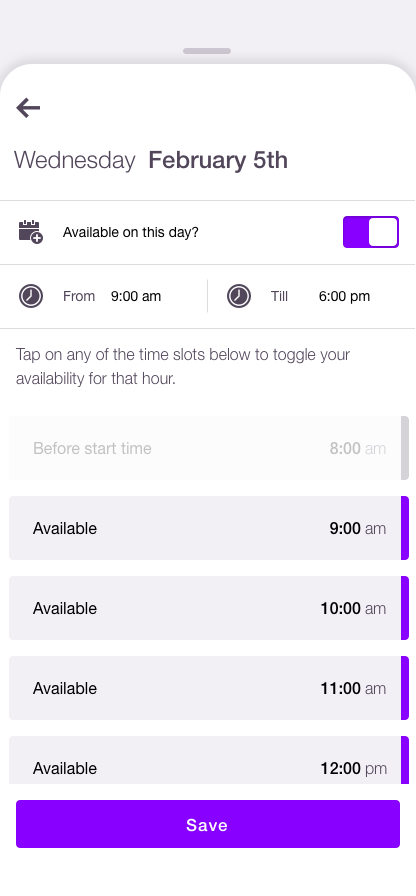 Wednesday February 5th
Available on this day?
From 9:00 am Till 6:00 pm
Tap on any of the time slots below to toggle your
availability for that hour.
Before start time 8:00 am
Available 9:00 am
Available 10:00 am
Available 11:00 am
Available 12:00 pm
Save